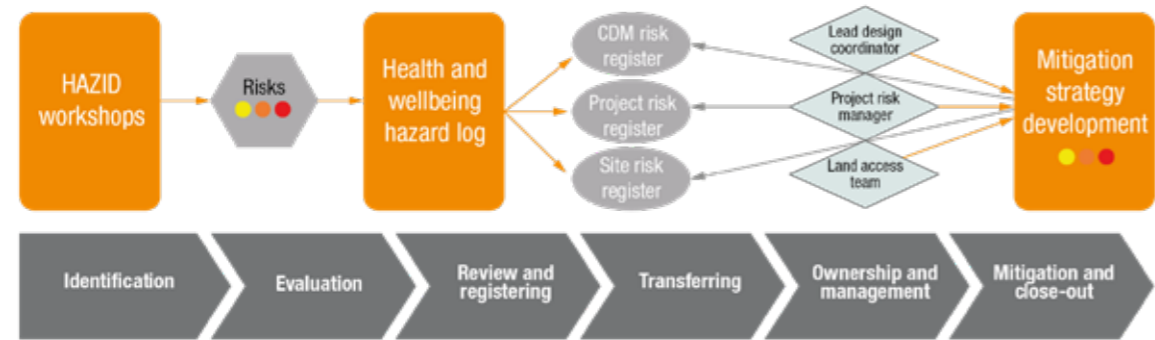 HAZID
workshops
Risks
Health and
wellbeing
hazard log
CDM risk
register
Project risk
register
Site risk
register
Lead design
coordinator
Project risk
manager
Land access
team
Mitigation
strategy
development
Identification
Evaluation
Review and
registering
Transferring
Ownership and
management
Mitigation and
close-out